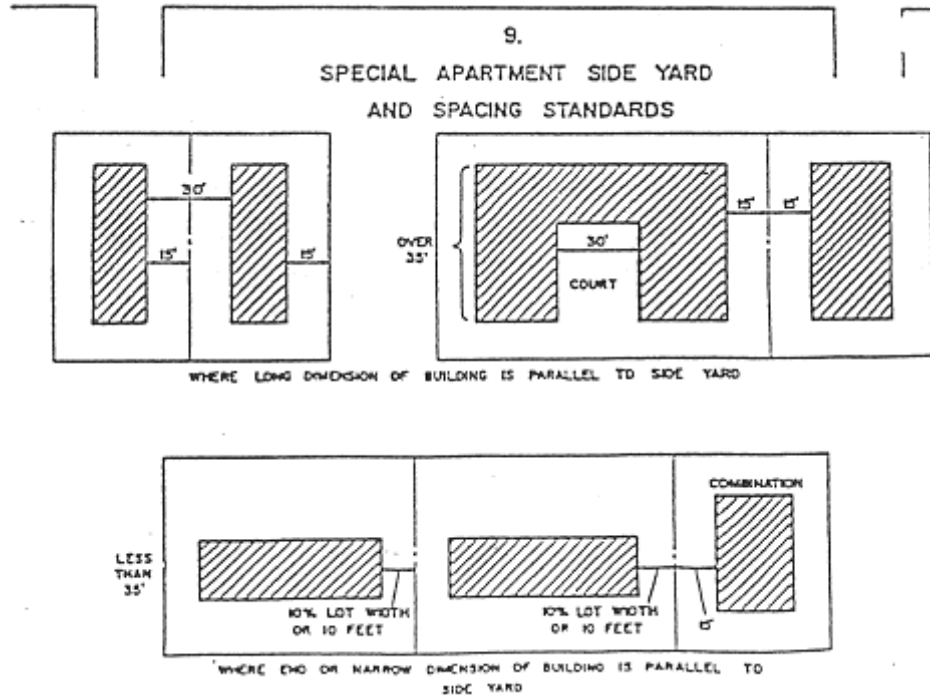 9.
SPECIAL APARTMENT SIDE YARD
AND SPACING STANDARDS
30'
15'
15'
OVER
35'
30'
COURT
15'
15'
WHERE LONG DIMENSION OF BUILDING IS PARALLEL TO SIDE YARD
LESS
THAN
35'
10% LOT WIDTH
OR 10 FEET
10% LOT WIDTH
OR 10 FEET
COMBINATION
15'
WHERE END OR NARROW DIMENSION OF BUILDING IS PARALLEL TO
SIDE YARD